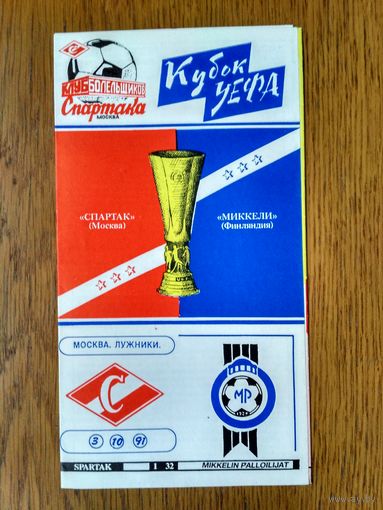 КЛУБ БОЛЕЛЬЩИКОВ
Спартака
МОСКВА
Кубок
УЕФА
«СПАРТАК»
(Москва)
«МИККЕЛИ»
(Финляндия)
МОСКВА. ЛУЖНИКИ.
С
MP
1929
3 10 91
SPARTAK 1 32 MIKKELIN PALLOILIJAT